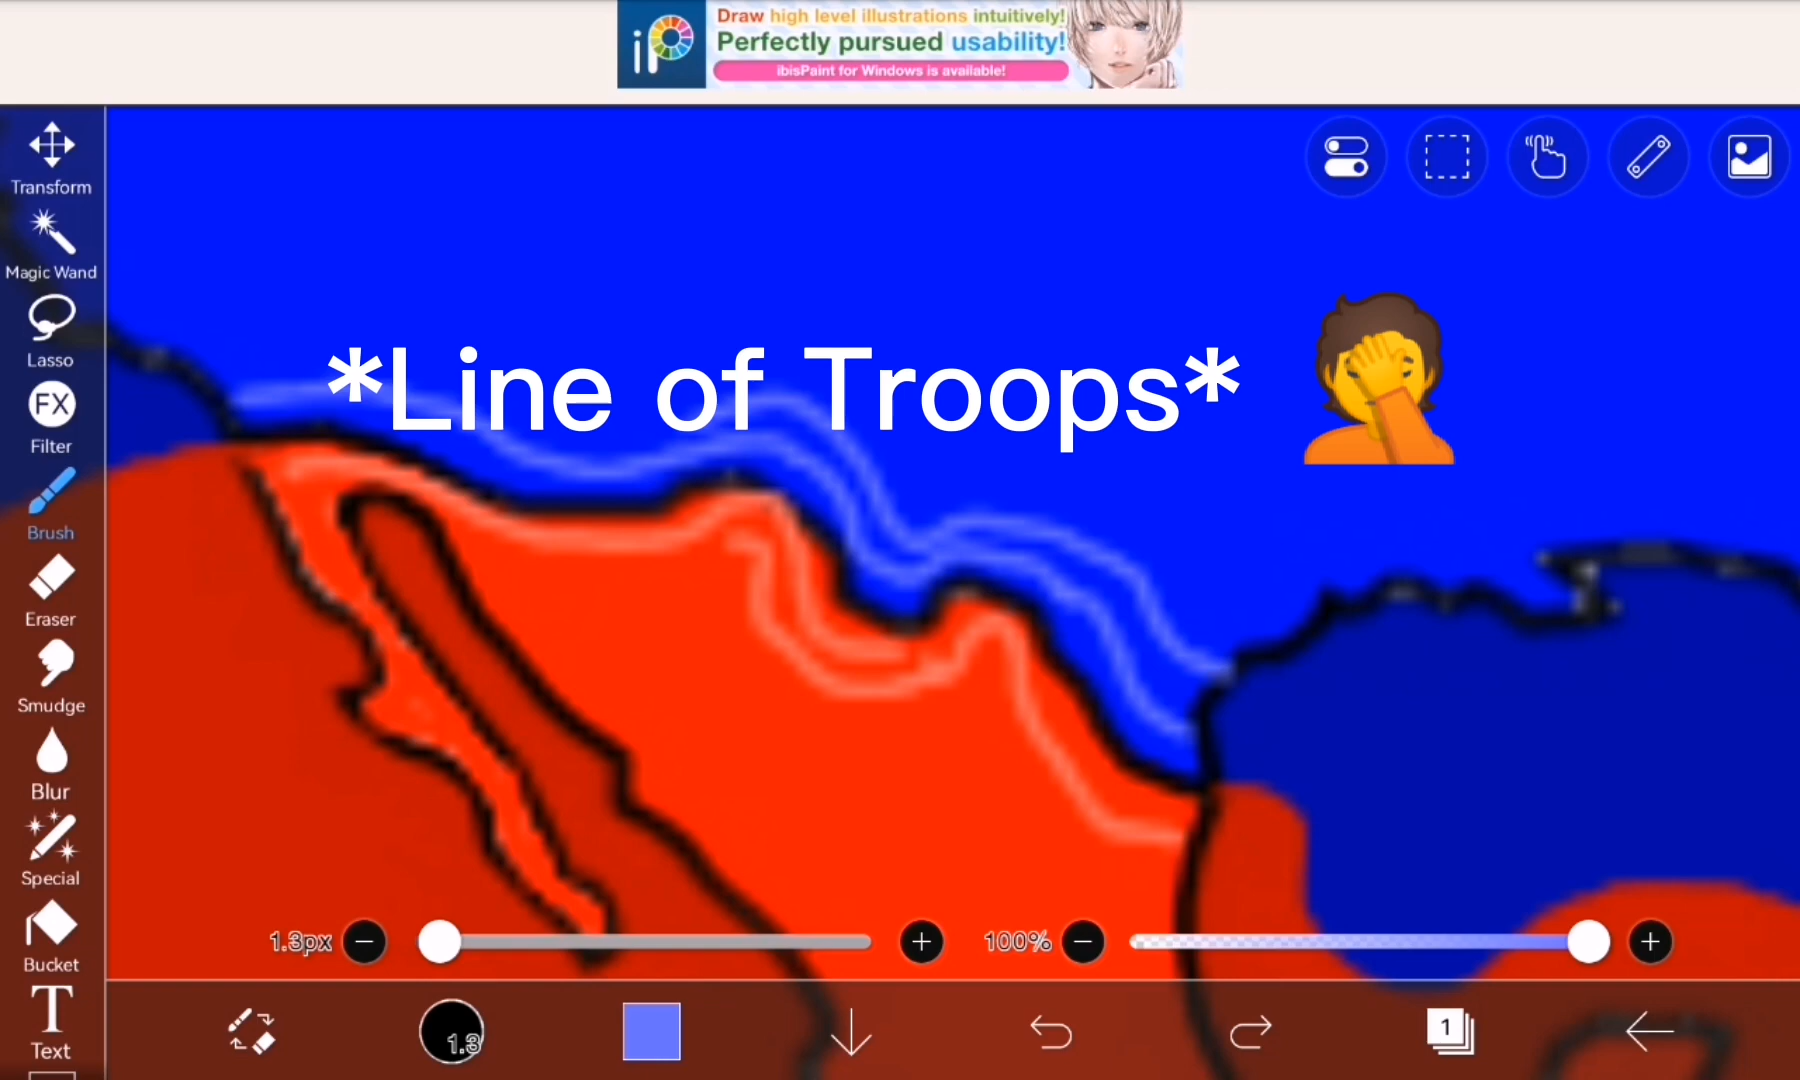 iP
Draw high level illustrations intuitively!
Perfectly pursued usability!
ibisPaint for Windows is available!
Transform
Magic Wand
Lasso
FX
Filter
*Line of Troops*
Brush
Eraser
Smudge
Blur
Special
Bucket
1.3px
100%
T
Text
1.3
1